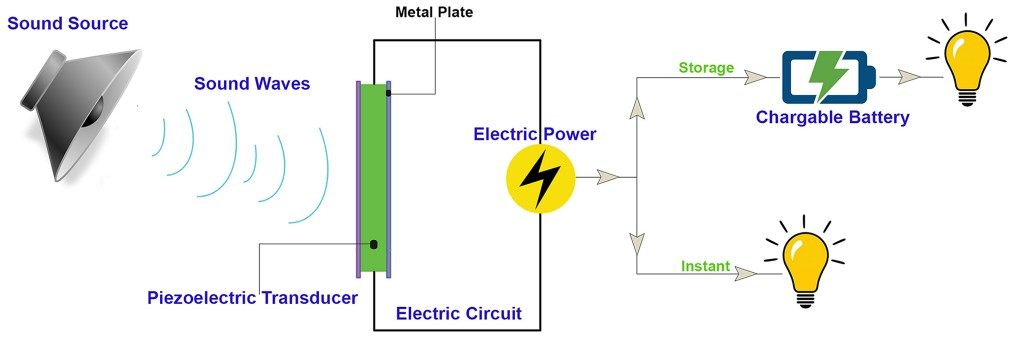 Sound Source
Metal Plate
Sound Waves
Storage
Chargable Battery
Electric Power
Instant
Piezoelectric Transducer
Electric Circuit